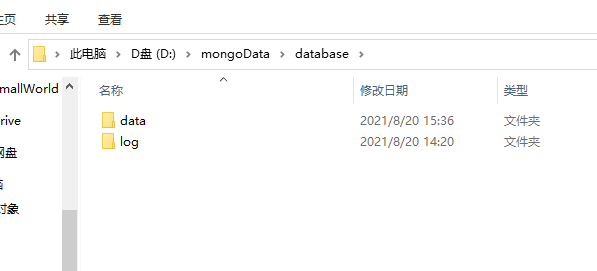 主页 共享 查看
此电脑 > D盘 (D:) > mongoData > database >
名称 修改日期 类型
mallWorld
rive
网盘
对象
data 2021/8/20 15:36 文件夹
log 2021/8/20 14:20 文件夹